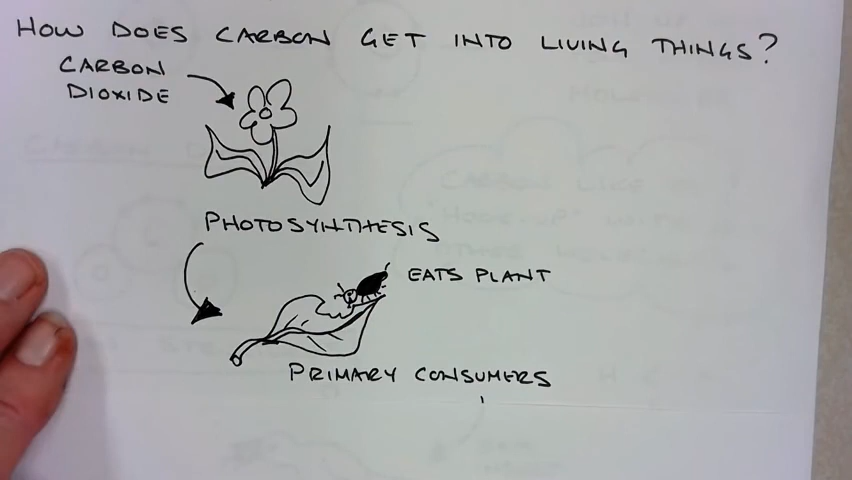 HOW DOES CARBON GET INTO LIVING THINGS?
CARBON
DIOXIDE
PHOTOSYNTHESIS
EATS PLANT
PRIMARY CONSUMERS